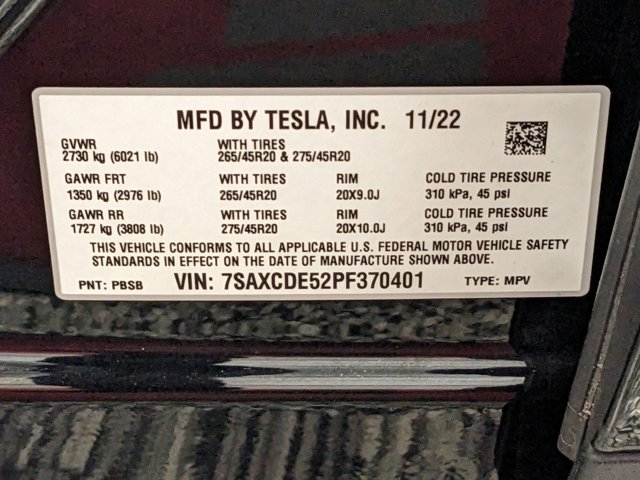 MFD BY TESLA, INC. 11/22
GVWR WITH TIRES
2730 kg (6021 lb) 265/45R20 & 275/45R20
GAWR FRT WITH TIRES RIM COLD TIRE PRESSURE
1350 kg (2976 lb) 265/45R20 20X9.0J 310 kPa, 45 psi
GAWR RR WITH TIRES RIM COLD TIRE PRESSURE
1727 kg (3808 lb) 275/45R20 20X10.0J 310 kPa, 45 psi
THIS VEHICLE CONFORMS TO ALL APPLICABLE U.S. FEDERAL MOTOR VEHICLE SAFETY
STANDARDS IN EFFECT ON THE DATE OF MANUFACTURE SHOWN ABOVE.
PNT: PBSB VIN: 7SAXCDE52PF370401 TYPE: MPV